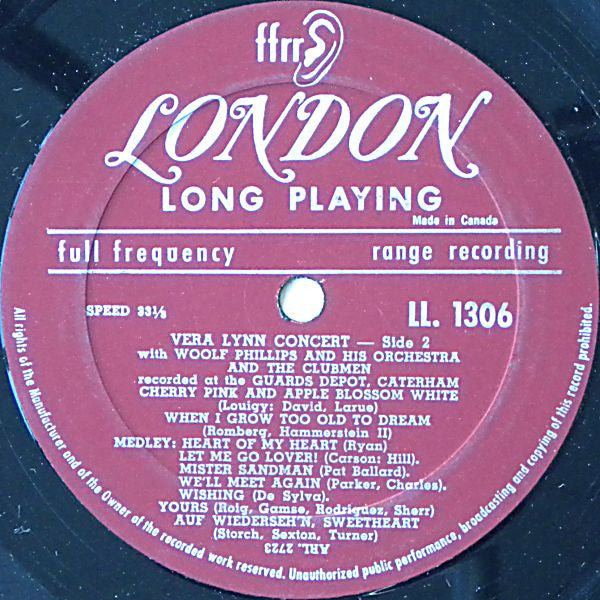 ffrr
LONDON
LONG PLAYING
Made in Canada
full frequency range recording
SPEED 33⅓
LL. 1306
VERA LYNN CONCERT — Side 2
with WOOLF PHILLIPS AND HIS ORCHESTRA
AND THE CLUBMEN
recorded at the GUARDS DEPOT, CATERHAM
CHERRY PINK AND APPLE BLOSSOM WHITE
(Louigy: David, Larue)
WHEN I GROW TOO OLD TO DREAM
(Romberg, Hammerstein II)
MEDLEY: HEART OF MY HEART (Ryan)
LET ME GO LOVER! (Carson: Hill).
MISTER SANDMAN (Pat Ballard).
WE'LL MEET AGAIN (Parker, Charles).
WISHING (De Sylva).
YOURS (Roig, Gamse, Rodriguez, Sherr)
AUF WIEDERSEH'N, SWEETHEART
(Storch, Sexton, Turner)
ARL. 2723
All rights of the Manufacturer and of the Owner of the recorded work reserved. Unauthorized public performance, broadcasting and copying of this record prohibited.